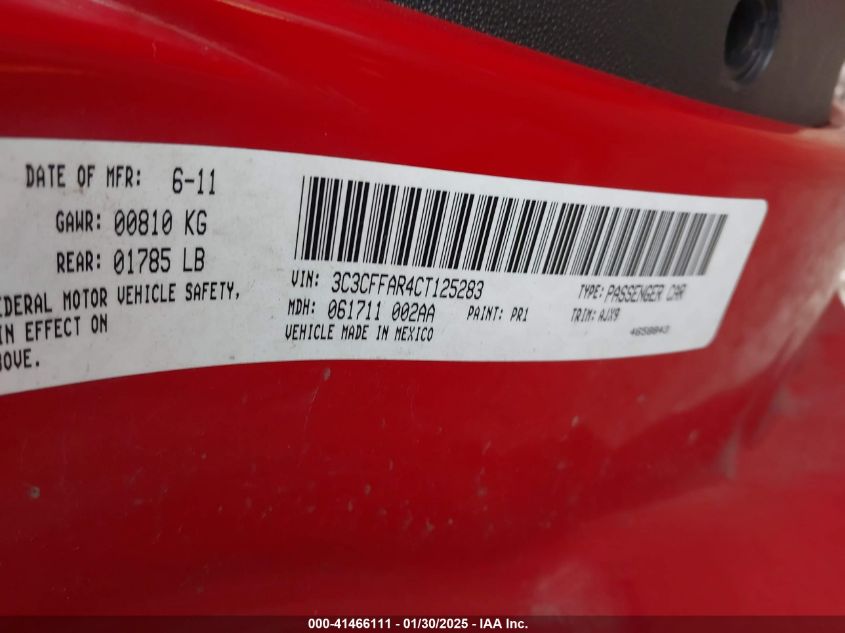 DATE OF MFR: 6-11
GAWR: 00810 KG
REAR: 01785 LB
EDERAL MOTOR VEHICLE SAFETY,
IN EFFECT ON
BOVE.
VIN: 3C3CFFAR4CT125283
TYPE: PASSENGER CAR
MDH: 061711 002AA
PAINT: PR1
TRIM: AJX9
VEHICLE MADE IN MEXICO
4658843
000-41466111 - 01/30/2025 - IAA Inc.